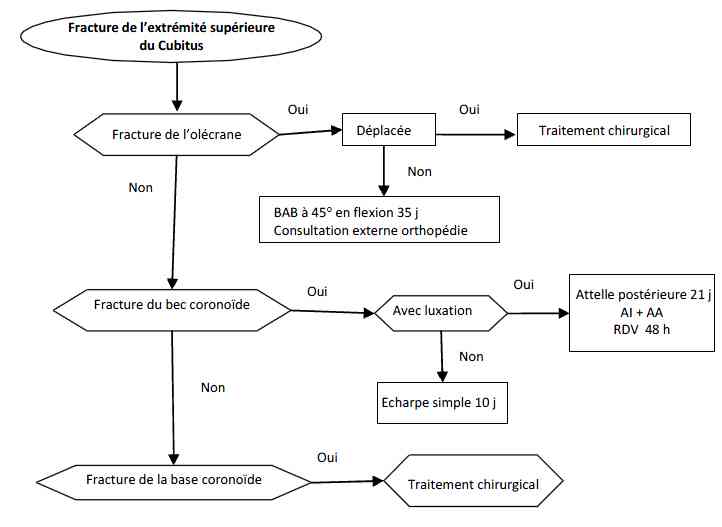 Fracture de l’extrémité supérieure
du Cubitus
Oui
Oui
Fracture de l’olécrane
Déplacée
Traitement chirurgical
Non
Non
BAB à 45° en flexion 35 j
Consultation externe orthopédie
Fracture du bec coronoïde
Oui
Avec luxation
Oui
Attelle postérieure 21 j
AI + AA
RDV 48 h
Non
Non
Echarpe simple 10 j
Fracture de la base coronoïde
Oui
Traitement chirurgical